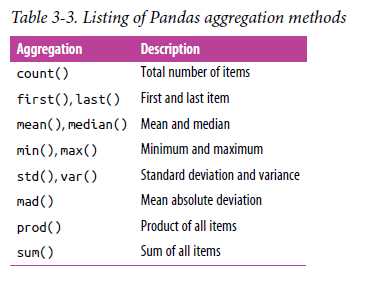 Table 3-3. Listing of Pandas aggregation methods
Aggregation Description
count() Total number of items
first(), last() First and last item
mean(), median() Mean and median
min(), max() Minimum and maximum
std(), var() Standard deviation and variance
mad() Mean absolute deviation
prod() Product of all items
sum() Sum of all items